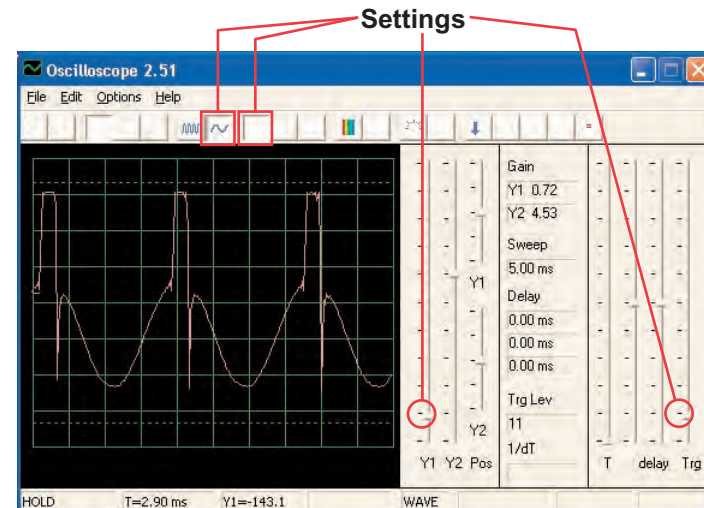 Settings
Oscilloscope 2.51
File Edit Options Help
Gain
Y1 0.72
Y2 4.53
Sweep
5.00 ms
Y1
Delay
0.00 ms
0.00 ms
0.00 ms
Trg Lev
11
Y2
1/dT
Y1 Y2 Pos
T delay Trg
HOLD T=2.90 ms Y1=-143.1 WAVE